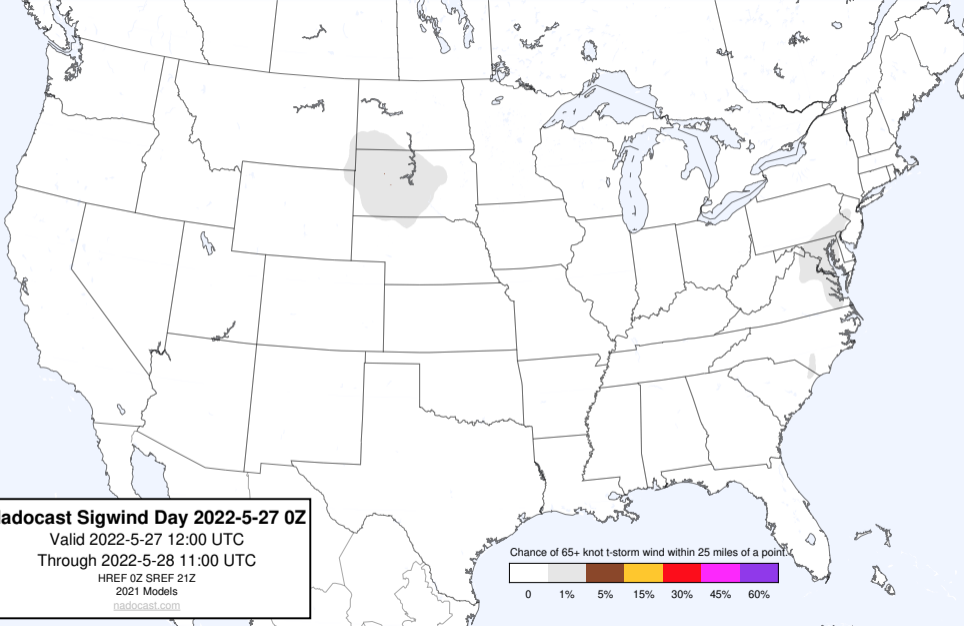 adocast Sigwind Day 2022-5-27 0Z
Valid 2022-5-27 12:00 UTC
Through 2022-5-28 11:00 UTC
HREF 0Z SREF 21Z
2021 Models
nadocast.com
Chance of 65+ knot t-storm wind within 25 miles of a point.
0 1% 5% 15% 30% 45% 60%